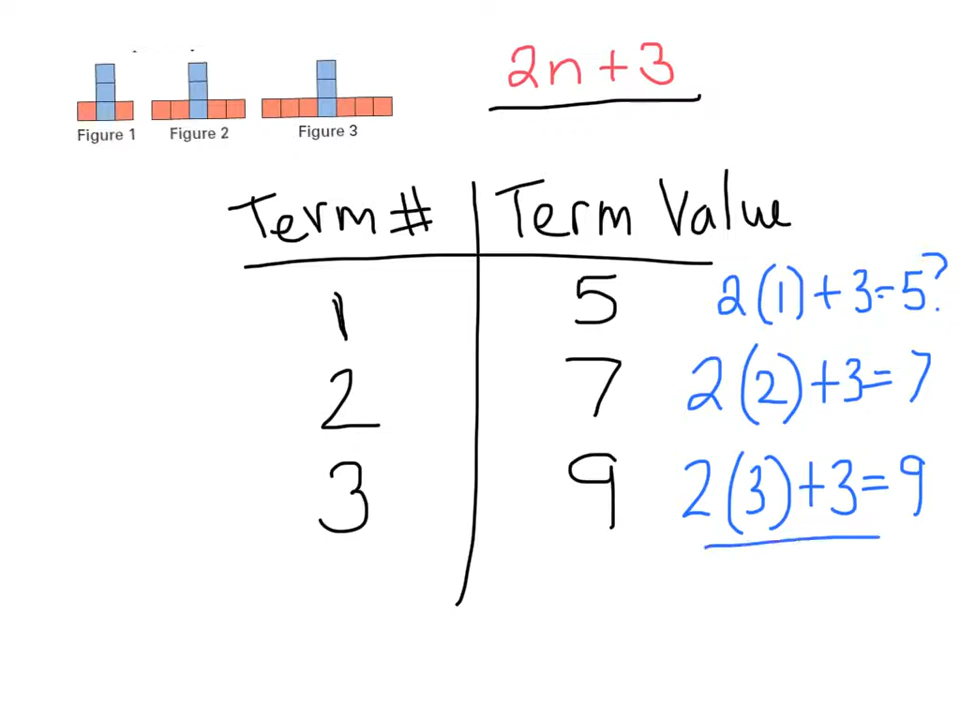 2n + 3
Figure 1 Figure 2 Figure 3
Term # Term Value
1 5 2(1) + 3 = 5?
2 7 2(2) + 3 = 7
3 9 2(3) + 3 = 9